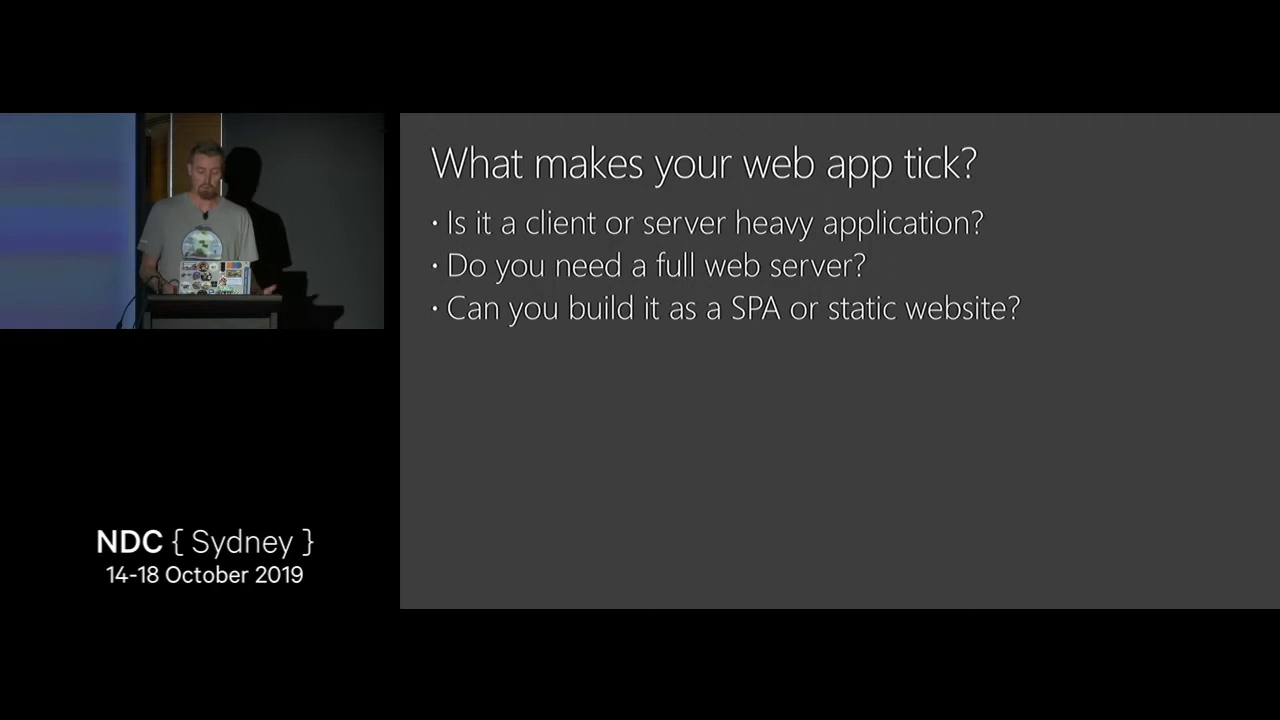 What makes your web app tick?
• Is it a client or server heavy application?
• Do you need a full web server?
• Can you build it as a SPA or static website?
NDC { Sydney }
14-18 October 2019